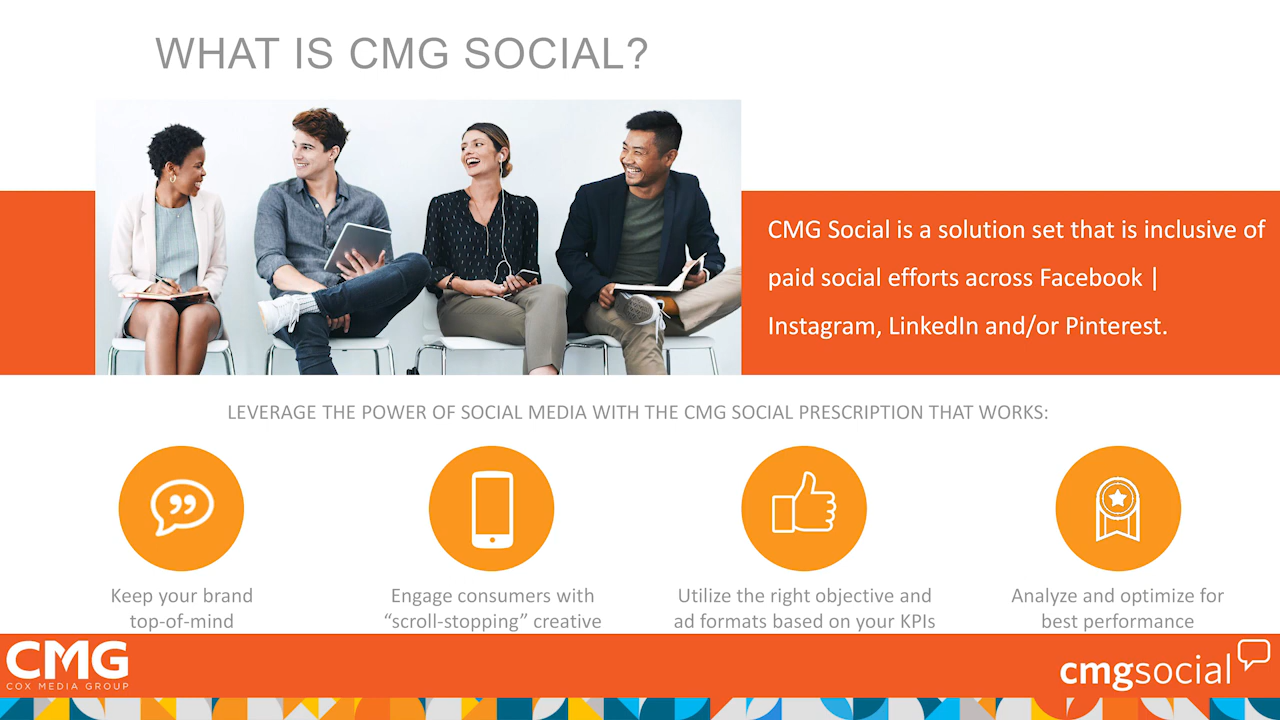 WHAT IS CMG SOCIAL?
CMG Social is a solution set that is inclusive of
paid social efforts across Facebook |
Instagram, LinkedIn and/or Pinterest.
LEVERAGE THE POWER OF SOCIAL MEDIA WITH THE CMG SOCIAL PRESCRIPTION THAT WORKS:
Keep your brand
top-of-mind
Engage consumers with
“scroll-stopping” creative
Utilize the right objective and
ad formats based on your KPIs
Analyze and optimize for
best performance
CMG
COX MEDIA GROUP
cmgsocial